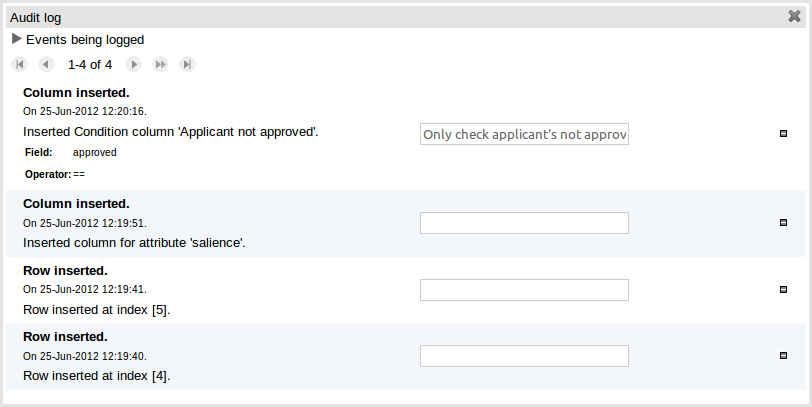 Audit log
Events being logged
1-4 of 4
Column inserted.
On 25-Jun-2012 12:20:16.
Inserted Condition column 'Applicant not approved'.
Only check applicant's not approv
Field: approved
Operator: ==
Column inserted.
On 25-Jun-2012 12:19:51.
Inserted column for attribute 'salience'.
Row inserted.
On 25-Jun-2012 12:19:41.
Row inserted at index [5].
Row inserted.
On 25-Jun-2012 12:19:40.
Row inserted at index [4].